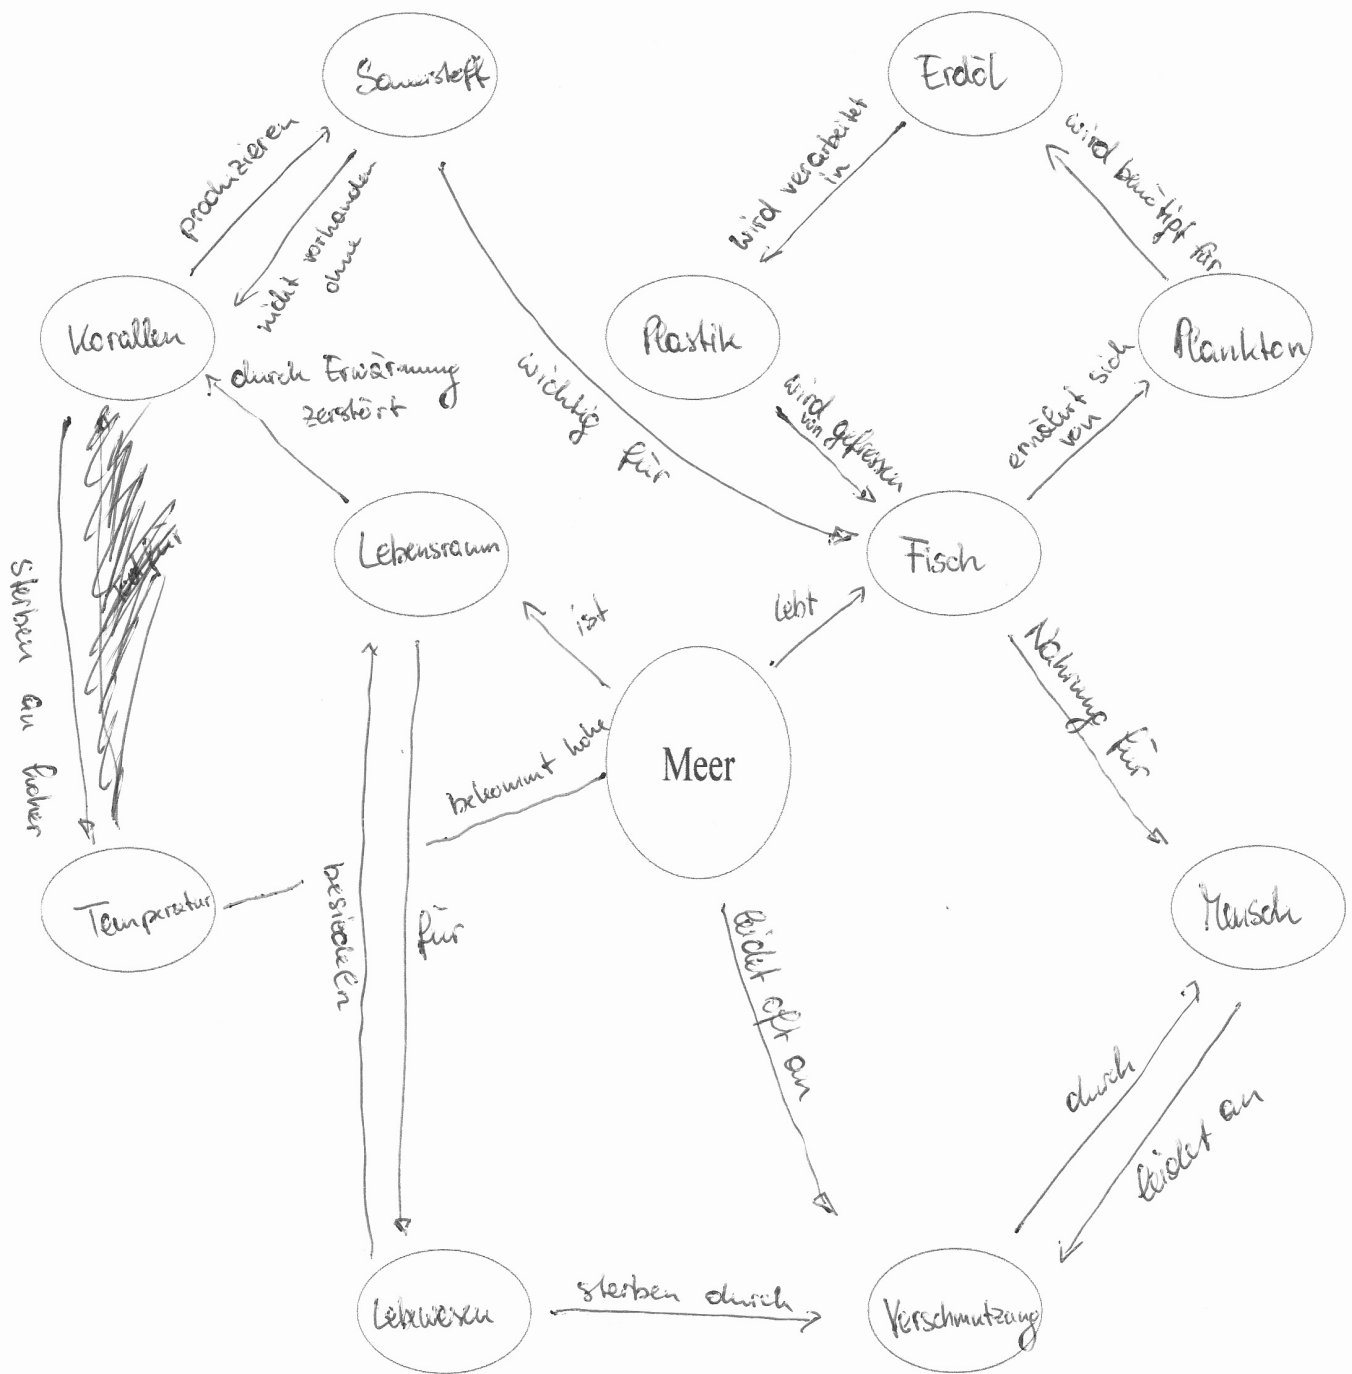 Sauerstoff
Erdöl
produzieren
nicht vorhanden
ohne
wird verarbeitet
in
wird benötigt für
Korallen
Plastik
Plankton
durch Erwärmung
zerstört
wichtig für
wird gefressen
von
ernährt sich
von
Lebensraum
Fisch
sterben an hoher
ist
lebt
Nahrung für
bekommt hohe
Meer
Temperatur
besiedeln
für
leidet oft an
Mensch
durch
leidet an
Lebewesen
sterben durch
Verschmutzung